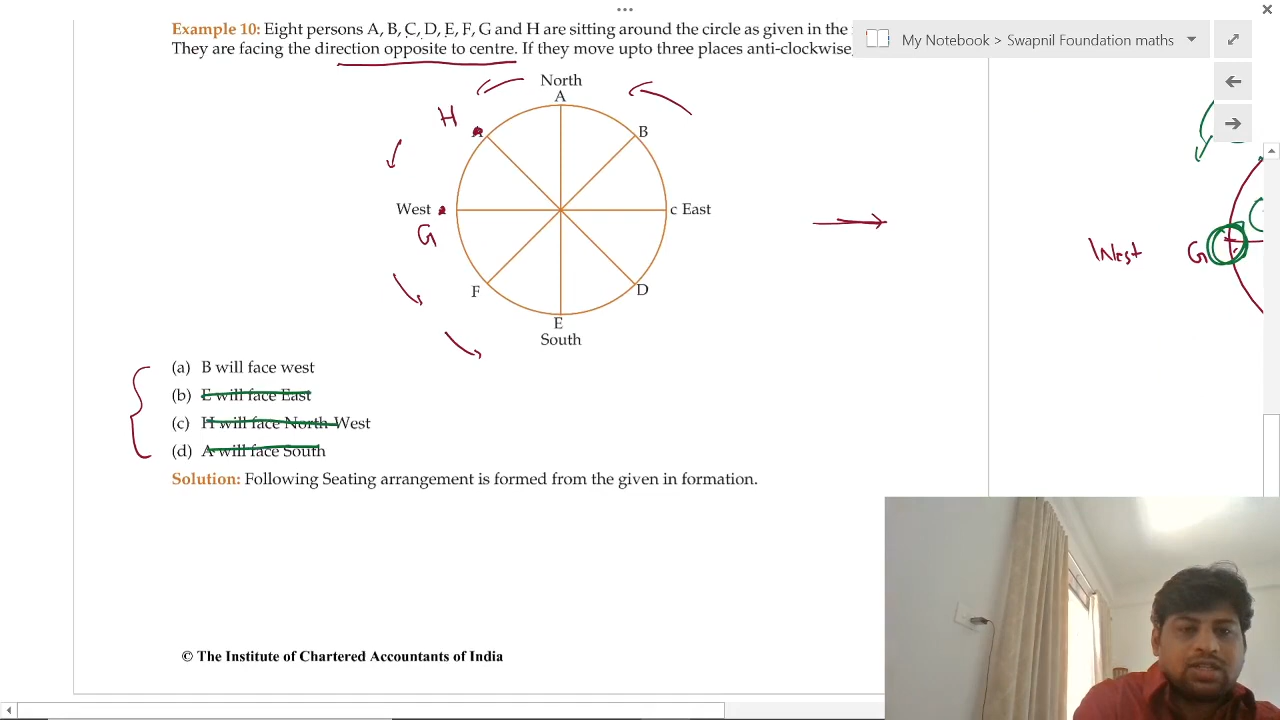 Example 10: Eight persons A, B, C, D, E, F, G and H are sitting around the circle as given in the
They are facing the direction opposite to centre. If they move upto three places anti-clockwise,
My Notebook > Swapnil Foundation maths
North
A
H
B
West
c East
G
West G
F
D
E
South
(a) B will face west
(b) E will face East
(c) H will face North West
(d) A will face South
Solution: Following Seating arrangement is formed from the given in formation.
© The Institute of Chartered Accountants of India